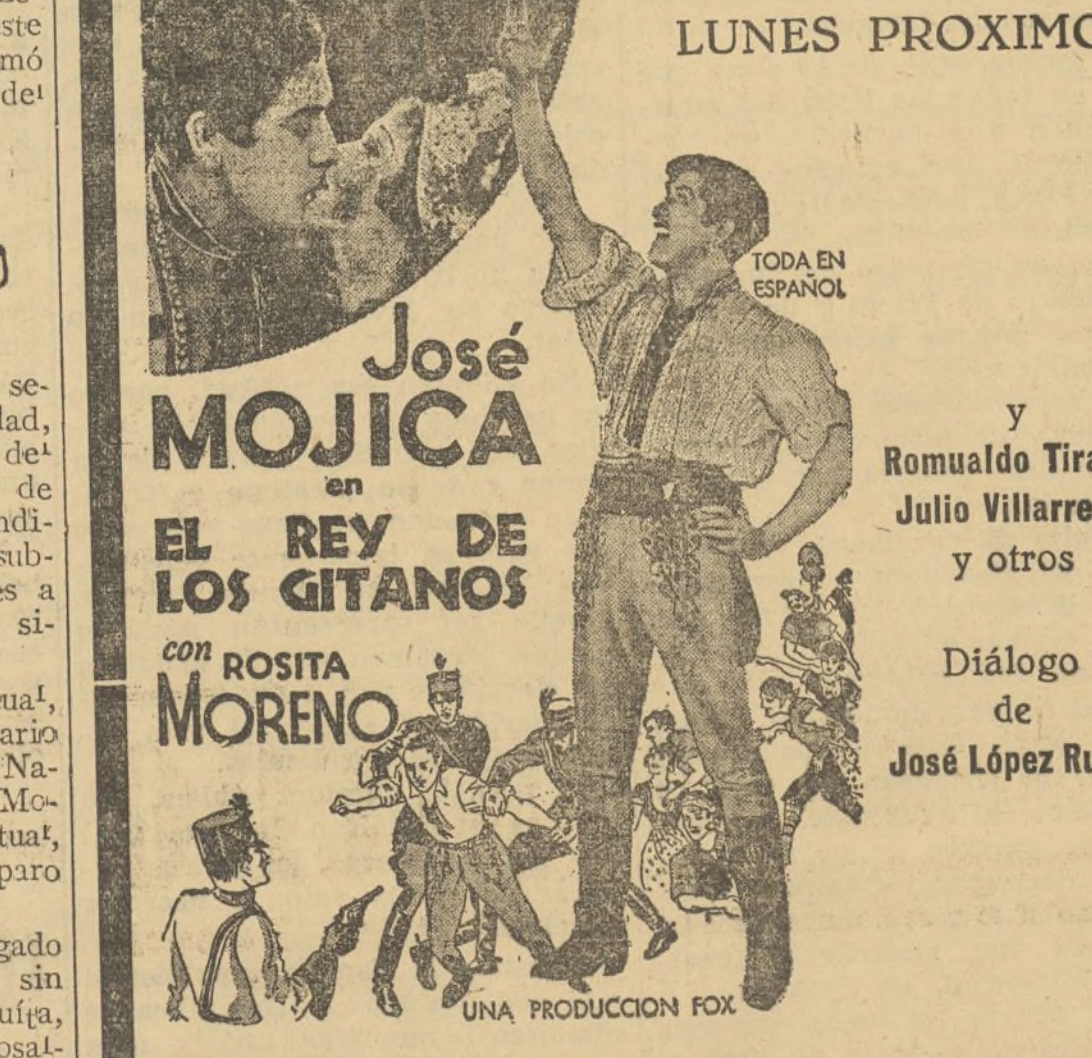 ste
mó
de
se-
lad,
de
de
ndi-
sub-
es a
si-
ua,
ario
Na-
Mo-
tua,
paro
gado
sin
uíta,
osal-
LUNES PROXIMO
TODA EN
ESPAÑOL
José
MOJICA
en
EL REY DE
LOS GITANOS
con ROSITA
MORENO
UNA PRODUCCION FOX
y
Romualdo Tira
Julio Villarre
y otros
Diálogo
de
José López Ru